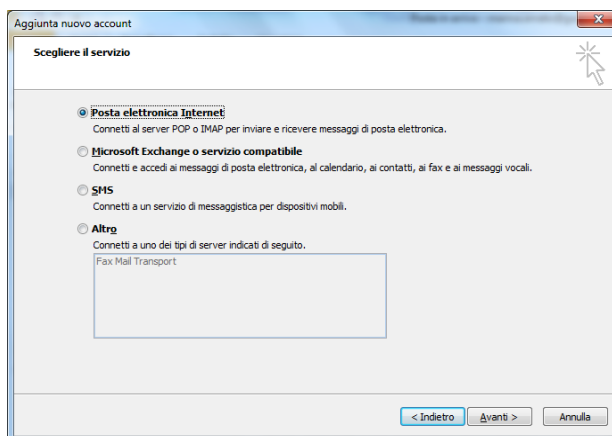 Aggiunta nuovo account
Scegliere il servizio
Posta elettronica Internet
Connetti al server POP o IMAP per inviare e ricevere messaggi di posta elettronica.
Microsoft Exchange o servizio compatibile
Connetti e accedi ai messaggi di posta elettronica, al calendario, ai contatti, ai fax e ai messaggi vocali.
SMS
Connetti a un servizio di messaggistica per dispositivi mobili.
Altro
Connetti a uno dei tipi di server indicati di seguito.
Fax Mail Transport
< Indietro Avanti > Annulla